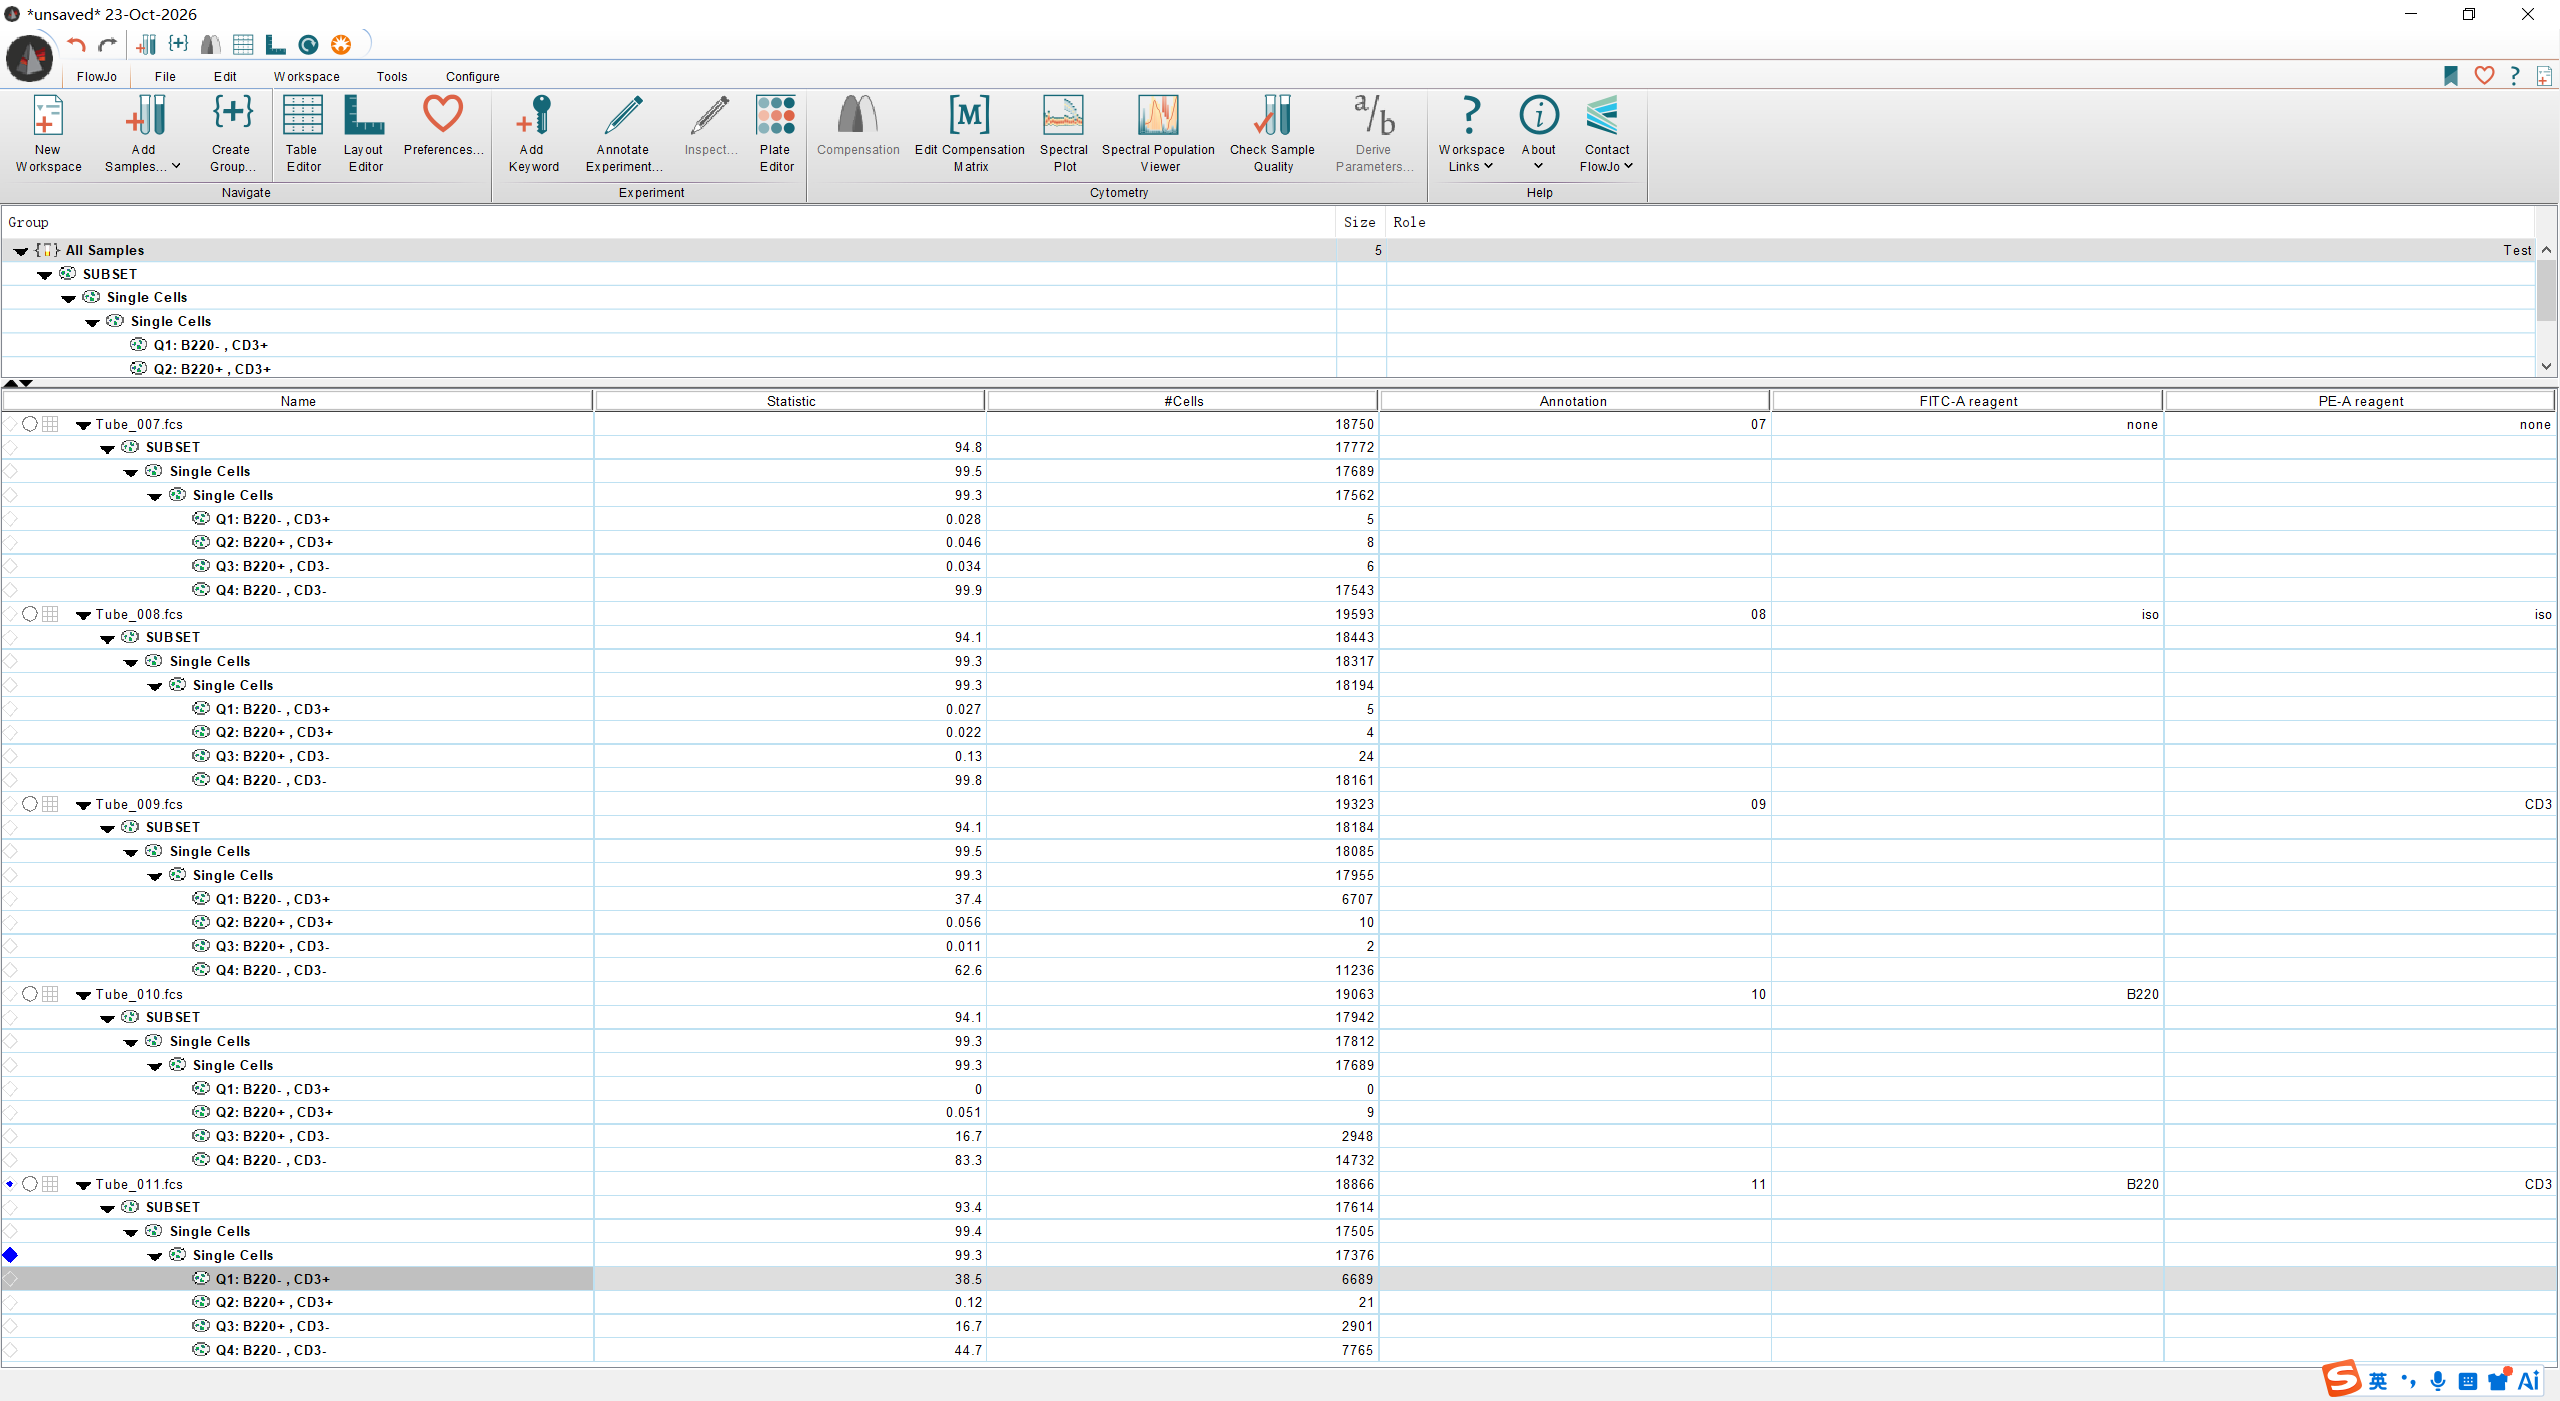 *unsaved* 23-Oct-2026
FlowJo File Edit Workspace Tools Configure
New Workspace
Add Samples...
Create Group...
Table Editor
Layout Editor
Preferences...
Add Keyword
Annotate Experiment...
Inspect...
Plate Editor
Compensation
Edit Compensation Matrix
Spectral Plot
Spectral Population Viewer
Check Sample Quality
a/b
Derive Parameters...
Workspace Links
About
Contact FlowJo
Navigate Experiment Cytometry Help
Group Size Role
All Samples 5 Test
SUBSET
Single Cells
Single Cells
Q1: B220- , CD3+
Q2: B220+ , CD3+
Name Statistic #Cells Annotation FITC-A reagent PE-A reagent
Tube_007.fcs 18750 07 none none
SUBSET 94.8 17772
Single Cells 99.5 17689
Single Cells 99.3 17562
Q1: B220- , CD3+ 0.028 5
Q2: B220+ , CD3+ 0.046 8
Q3: B220+ , CD3- 0.034 6
Q4: B220- , CD3- 99.9 17543
Tube_008.fcs 19593 08 iso iso
SUBSET 94.1 18443
Single Cells 99.3 18317
Single Cells 99.3 18194
Q1: B220- , CD3+ 0.027 5
Q2: B220+ , CD3+ 0.022 4
Q3: B220+ , CD3- 0.13 24
Q4: B220- , CD3- 99.8 18161
Tube_009.fcs 19323 09 CD3
SUBSET 94.1 18184
Single Cells 99.5 18085
Single Cells 99.3 17955
Q1: B220- , CD3+ 37.4 6707
Q2: B220+ , CD3+ 0.056 10
Q3: B220+ , CD3- 0.011 2
Q4: B220- , CD3- 62.6 11236
Tube_010.fcs 19063 10 B220
SUBSET 94.1 17942
Single Cells 99.3 17812
Single Cells 99.3 17689
Q1: B220- , CD3+ 0 0
Q2: B220+ , CD3+ 0.051 9
Q3: B220+ , CD3- 16.7 2948
Q4: B220- , CD3- 83.3 14732
Tube_011.fcs 18866 11 B220 CD3
SUBSET 93.4 17614
Single Cells 99.4 17505
Single Cells 99.3 17376
Q1: B220- , CD3+ 38.5 6689
Q2: B220+ , CD3+ 0.12 21
Q3: B220+ , CD3- 16.7 2901
Q4: B220- , CD3- 44.7 7765
S 英 Ai